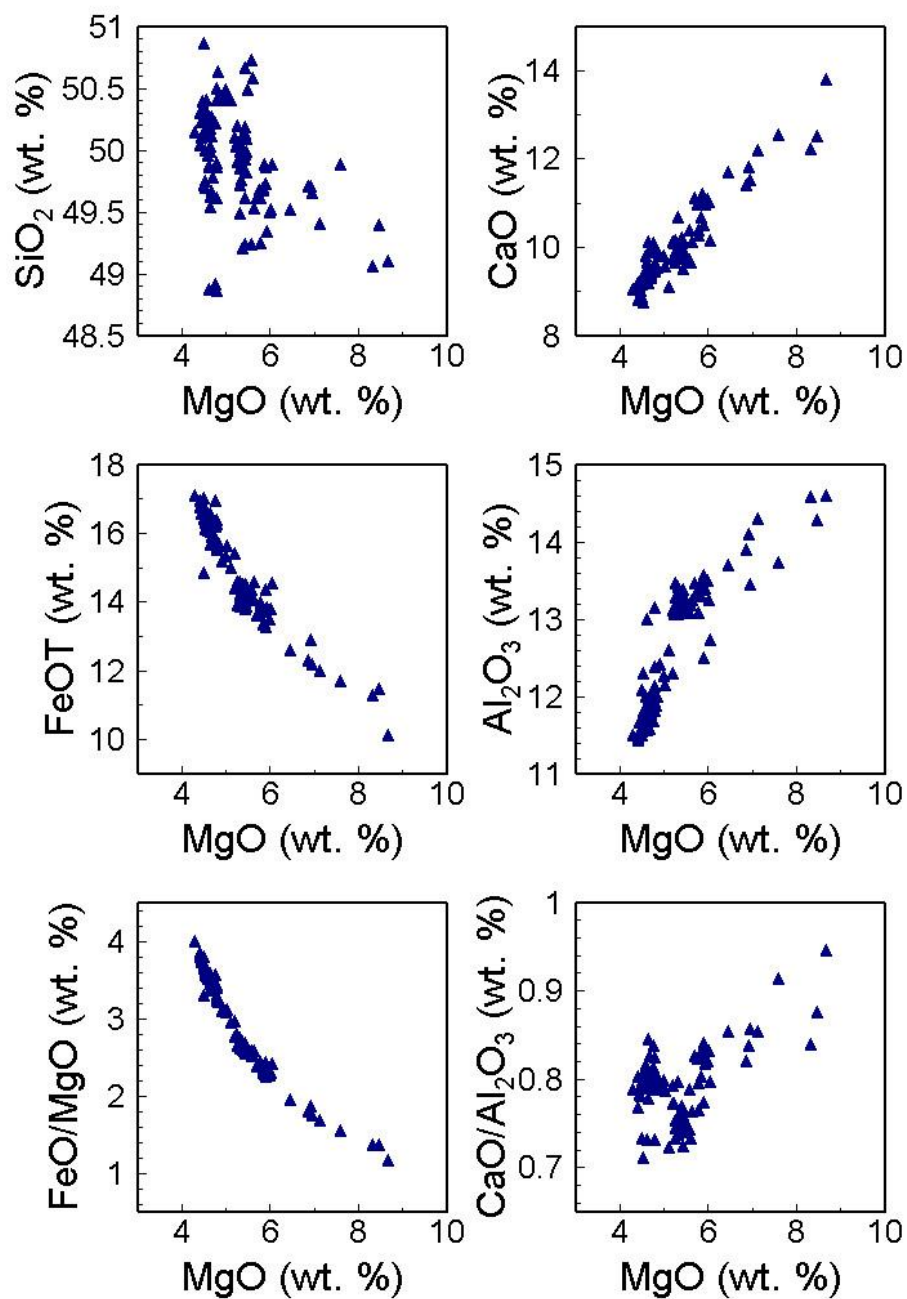 SiO₂ (wt. %)
51
50.5
50
49.5
49
48.5
4 6 8 10
MgO (wt. %)
CaO (wt. %)
14
12
10
8
4 6 8 10
MgO (wt. %)
FeOT (wt. %)
18
16
14
12
10
4 6 8 10
MgO (wt. %)
Al₂O₃ (wt. %)
15
14
13
12
11
4 6 8 10
MgO (wt. %)
FeO/MgO (wt. %)
4
3
2
1
4 6 8 10
MgO (wt. %)
CaO/Al₂O₃ (wt. %)
1
0.9
0.8
0.7
4 6 8 10
MgO (wt. %)